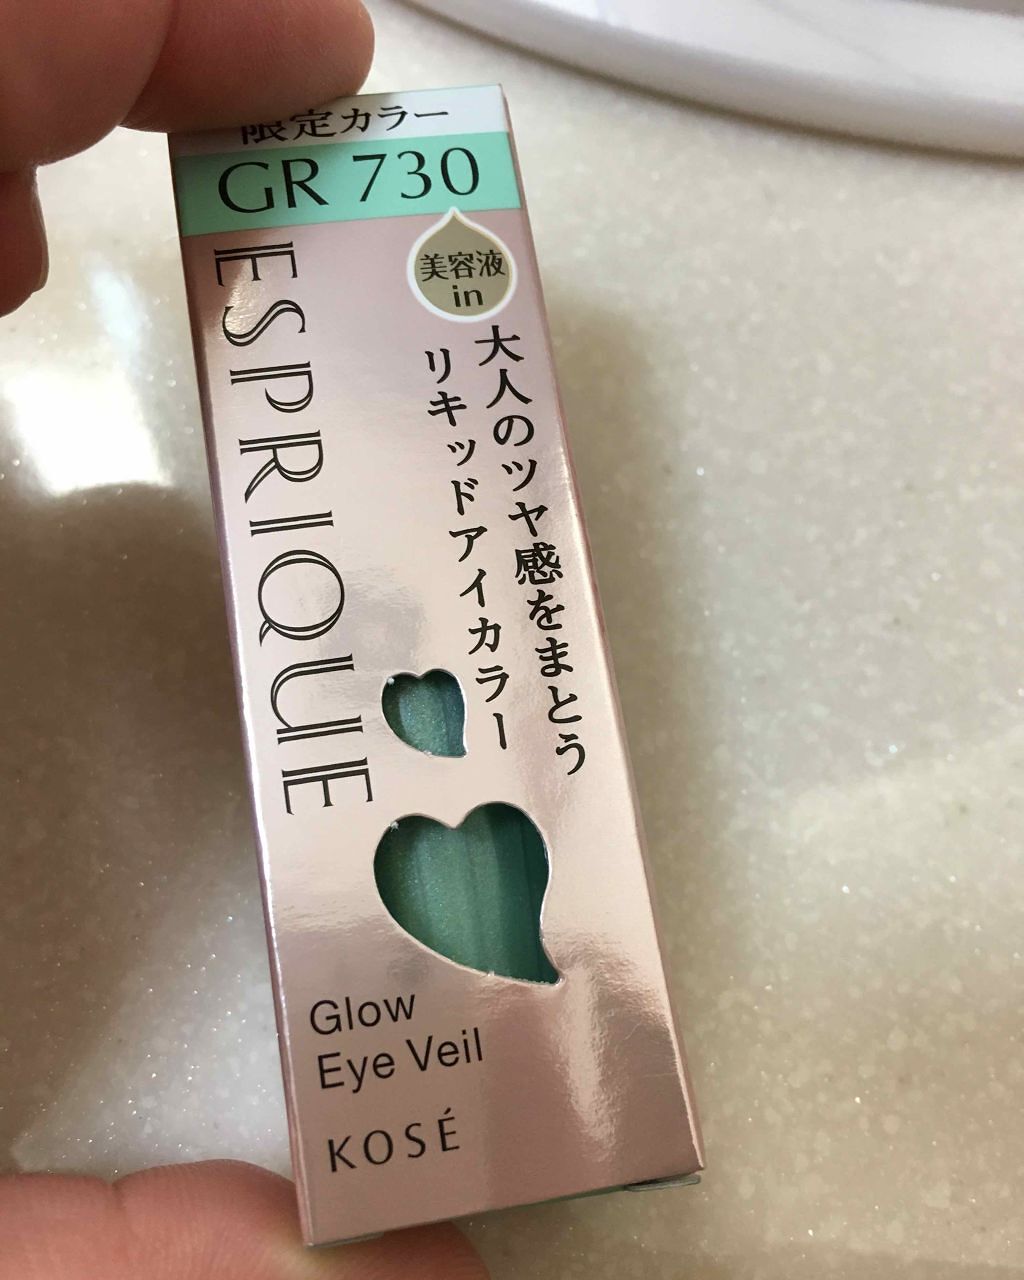 限定カラー
GR 730
美容液
in
大人のツヤ感をまとう
リキッドアイカラー
ESPRIQUE
Glow
Eye Veil
KOSÉ